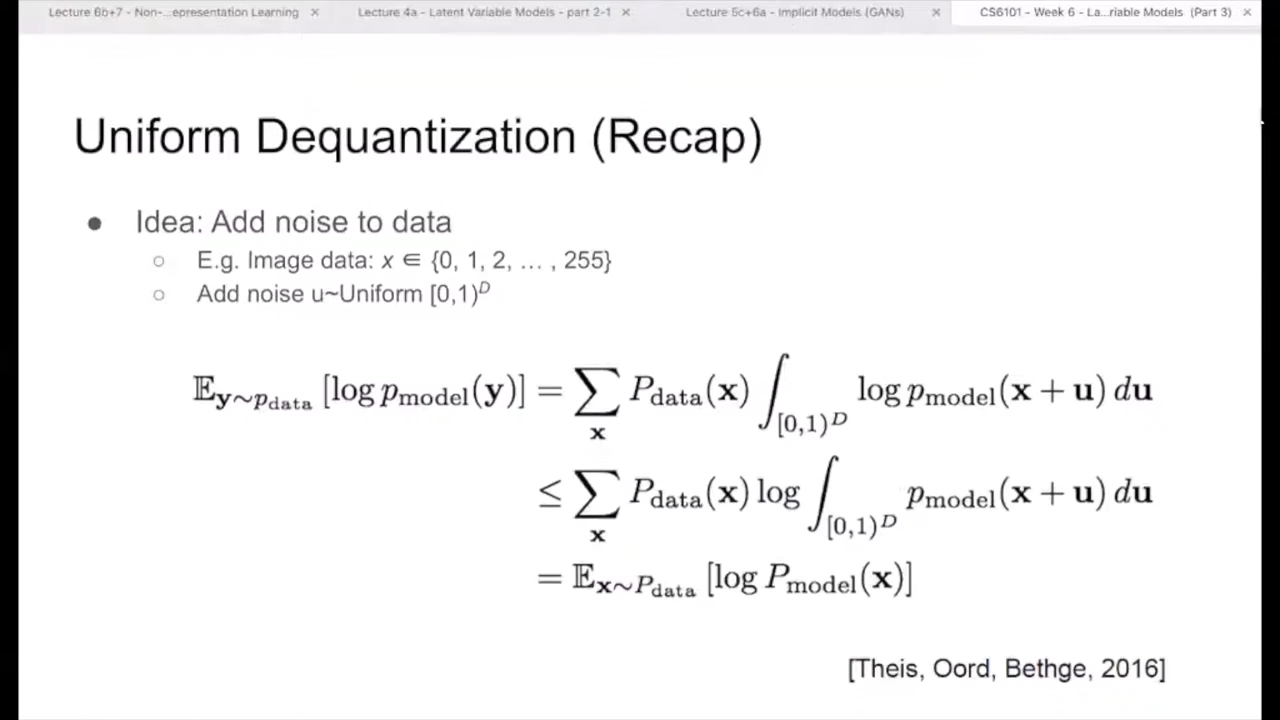 Lecture 6b+7 - Non-...epresentation Learning × Lecture 4a - Latent Variable Models - part 2-1 × Lecture 5c+6a - Implicit Models (GANs) × CS6101 - Week 6 - La...riable Models (Part 3) ×
Uniform Dequantization (Recap)
● Idea: Add noise to data
○ E.g. Image data: x ∈ {0, 1, 2, … , 255}
○ Add noise u~Uniform [0,1)ᴰ
𝔼_{y∼p_data} [log p_model(y)] = ∑_x P_data(x) ∫_{[0,1)^D} log p_model(x + u) du
≤ ∑_x P_data(x) log ∫_{[0,1)^D} p_model(x + u) du
= 𝔼_{x∼P_data} [log P_model(x)]
[Theis, Oord, Bethge, 2016]